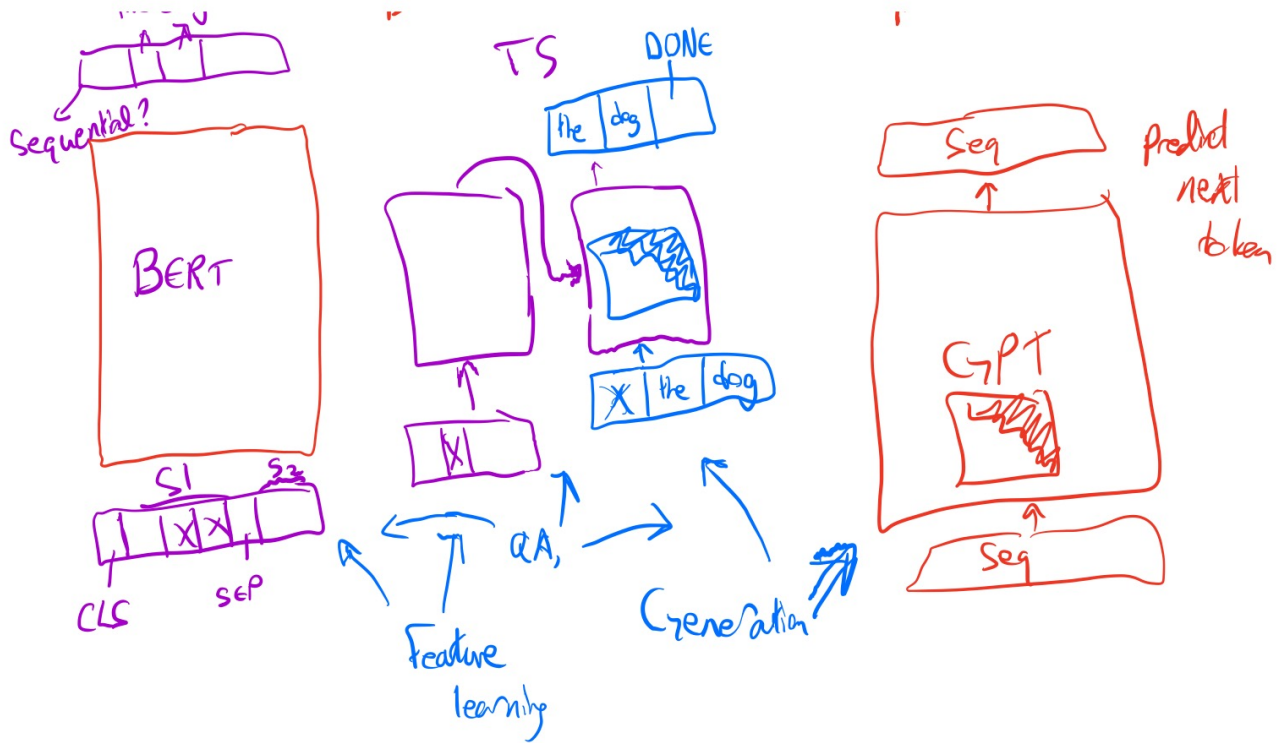 Sequential?
BERT
S1
S2
X X
CLS
SEP
TS
DONE
the dog
X
X the dog
QA,
Feature
learning
Generation
Seq
Predict
next
token
GPT
Seq